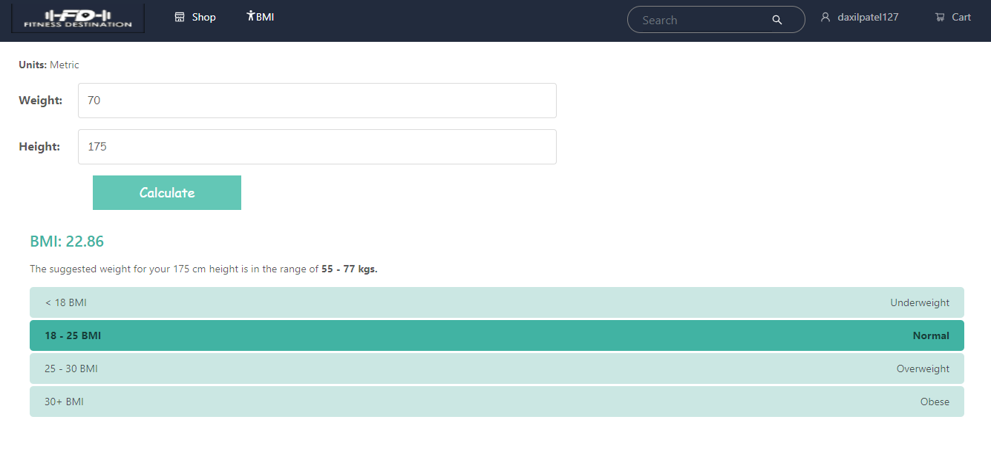 FD
FITNESS DESTINATION
Shop
BMI
Search
daxilpatel127
Cart
Units: Metric
Weight: 70
Height: 175
Calculate
BMI: 22.86
The suggested weight for your 175 cm height is in the range of 55 - 77 kgs.
< 18 BMI Underweight
18 - 25 BMI Normal
25 - 30 BMI Overweight
30+ BMI Obese